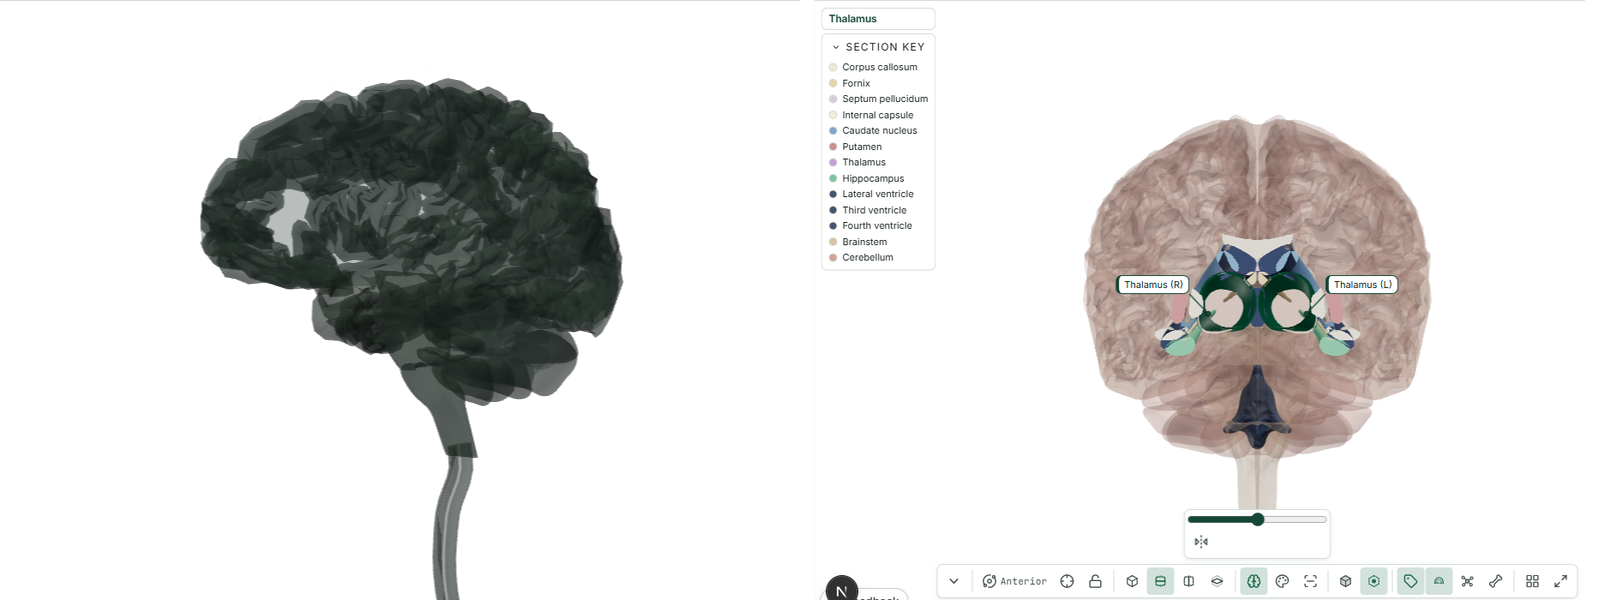 Thalamus
SECTION KEY
Corpus callosum
Fornix
Septum pellucidum
Internal capsule
Caudate nucleus
Putamen
Thalamus
Hippocampus
Lateral ventricle
Third ventricle
Fourth ventricle
Brainstem
Cerebellum
Thalamus (R)
Thalamus (L)
Anterior
N